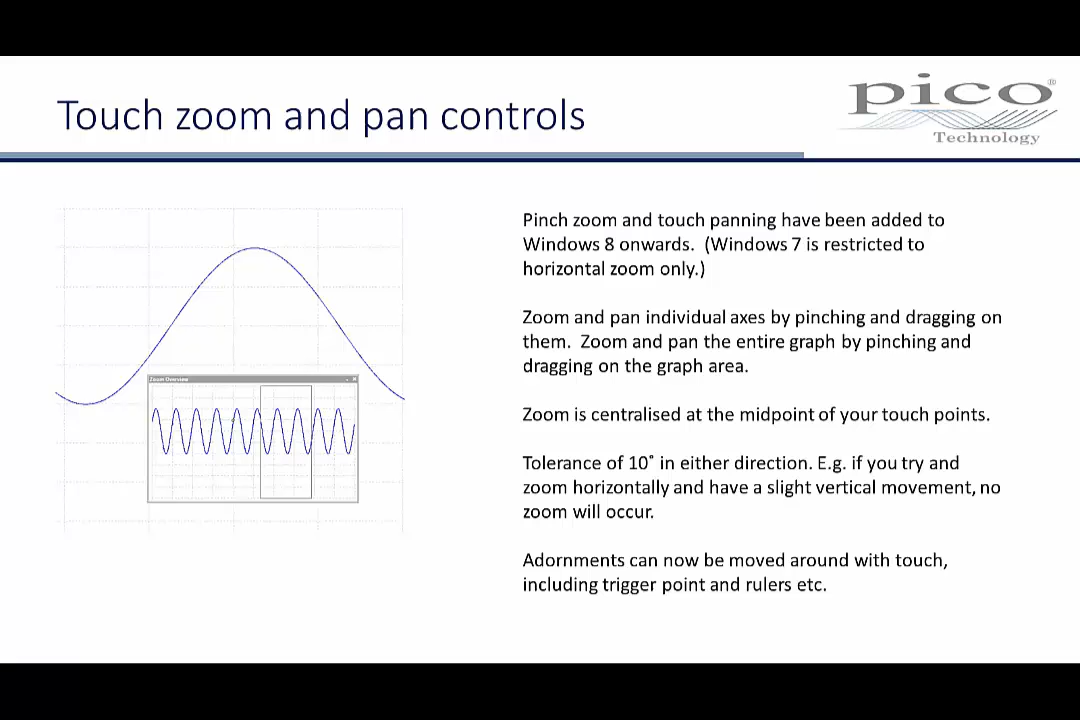 Touch zoom and pan controls
pico®
Technology
Pinch zoom and touch panning have been added to
Windows 8 onwards.  (Windows 7 is restricted to
horizontal zoom only.)
Zoom and pan individual axes by pinching and dragging on
them.  Zoom and pan the entire graph by pinching and
dragging on the graph area.
Zoom is centralised at the midpoint of your touch points.
Tolerance of 10˚ in either direction. E.g. if you try and
zoom horizontally and have a slight vertical movement, no
zoom will occur.
Adornments can now be moved around with touch,
including trigger point and rulers etc.
Zoom Overview